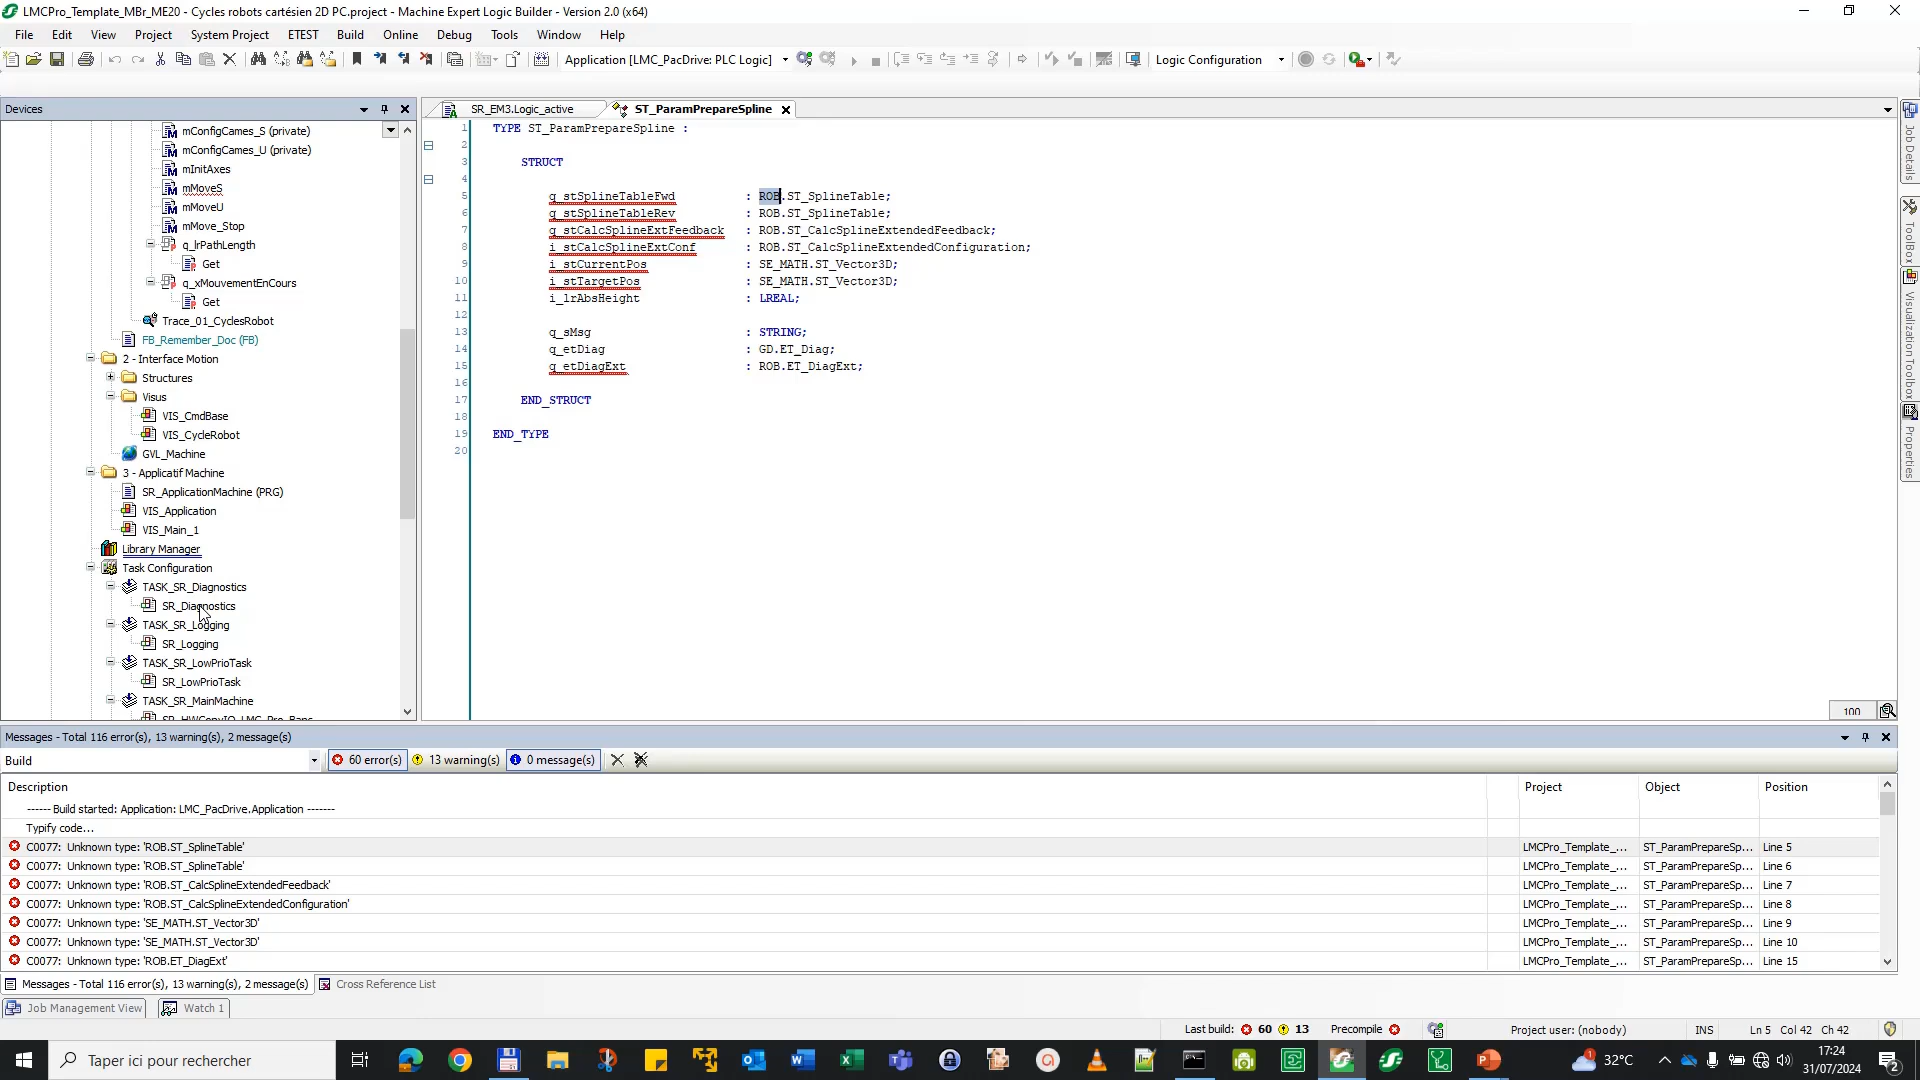 LMCPro_Template_MBr_ME20 - Cycles robots cartésien 2D PC.project - Machine Expert Logic Builder - Version 2.0 (x64)
File Edit View Project System Project ETEST Build Online Debug Tools Window Help
Application [LMC_PacDrive: PLC Logic] Logic Configuration
Devices
mConfigCames_S (private)
mConfigCames_U (private)
mInitAxes
mMoveS
mMoveU
mMove_Stop
q_lrPathLength
Get
q_xMouvementEnCours
Get
Trace_01_CyclesRobot
FB_Remember_Doc (FB)
2 - Interface Motion
Structures
Visus
VIS_CmdBase
VIS_CycleRobot
GVL_Machine
3 - Applicatif Machine
SR_ApplicationMachine (PRG)
VIS_Application
VIS_Main_1
Library Manager
Task Configuration
TASK_SR_Diagnostics
SR_Diagnostics
TASK_SR_Logging
SR_Logging
TASK_SR_LowPrioTask
SR_LowPrioTask
TASK_SR_MainMachine
SR_EM3.Logic_active ST_ParamPrepareSpline
1 TYPE ST_ParamPrepareSpline :
2
3 STRUCT
4
5 q_stSplineTableFwd : ROB.ST_SplineTable;
6 q_stSplineTableRev : ROB.ST_SplineTable;
7 q_stCalcSplineExtFeedback : ROB.ST_CalcSplineExtendedFeedback;
8 i_stCalcSplineExtConf : ROB.ST_CalcSplineExtendedConfiguration;
9 i_stCurrentPos : SE_MATH.ST_Vector3D;
10 i_stTargetPos : SE_MATH.ST_Vector3D;
11 i_lrAbsHeight : LREAL;
12
13 q_sMsg : STRING;
14 q_etDiag : GD.ET_Diag;
15 q_etDiagExt : ROB.ET_DiagExt;
16
17 END_STRUCT
18
19 END_TYPE
20
100
Job Details
ToolBox
Visualization Toolbox
Properties
Messages - Total 116 error(s), 13 warning(s), 2 message(s)
Build 60 error(s) 13 warning(s) 0 message(s)
Description Project Object Position
------ Build started: Application: LMC_PacDrive.Application -------
Typify code...
C0077: Unknown type: 'ROB.ST_SplineTable' LMCPro_Template_... ST_ParamPrepareSp... Line 5
C0077: Unknown type: 'ROB.ST_SplineTable' LMCPro_Template_... ST_ParamPrepareSp... Line 6
C0077: Unknown type: 'ROB.ST_CalcSplineExtendedFeedback' LMCPro_Template_... ST_ParamPrepareSp... Line 7
C0077: Unknown type: 'ROB.ST_CalcSplineExtendedConfiguration' LMCPro_Template_... ST_ParamPrepareSp... Line 8
C0077: Unknown type: 'SE_MATH.ST_Vector3D' LMCPro_Template_... ST_ParamPrepareSp... Line 9
C0077: Unknown type: 'SE_MATH.ST_Vector3D' LMCPro_Template_... ST_ParamPrepareSp... Line 10
C0077: Unknown type: 'ROB.ET_DiagExt' LMCPro_Template_... ST_ParamPrepareSp... Line 15
Messages - Total 116 error(s), 13 warning(s), 2 message(s) Cross Reference List
Job Management View Watch 1
Last build: 60 13 Precompile Project user: (nobody) INS Ln 5 Col 42 Ch 42
Taper ici pour rechercher
32°C
17:24
31/07/2024
2